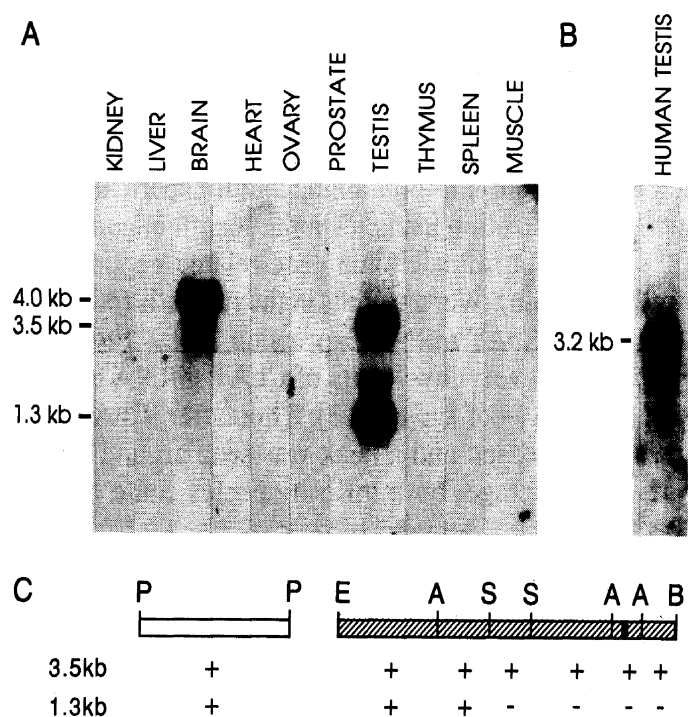 A
B
KIDNEY LIVER BRAIN HEART OVARY PROSTATE TESTIS THYMUS SPLEEN MUSCLE
HUMAN TESTIS
4.0 kb
3.5 kb
1.3 kb
3.2 kb
C
P P E A S S A A B
3.5kb + + + + + + +
1.3kb + + + - - - -